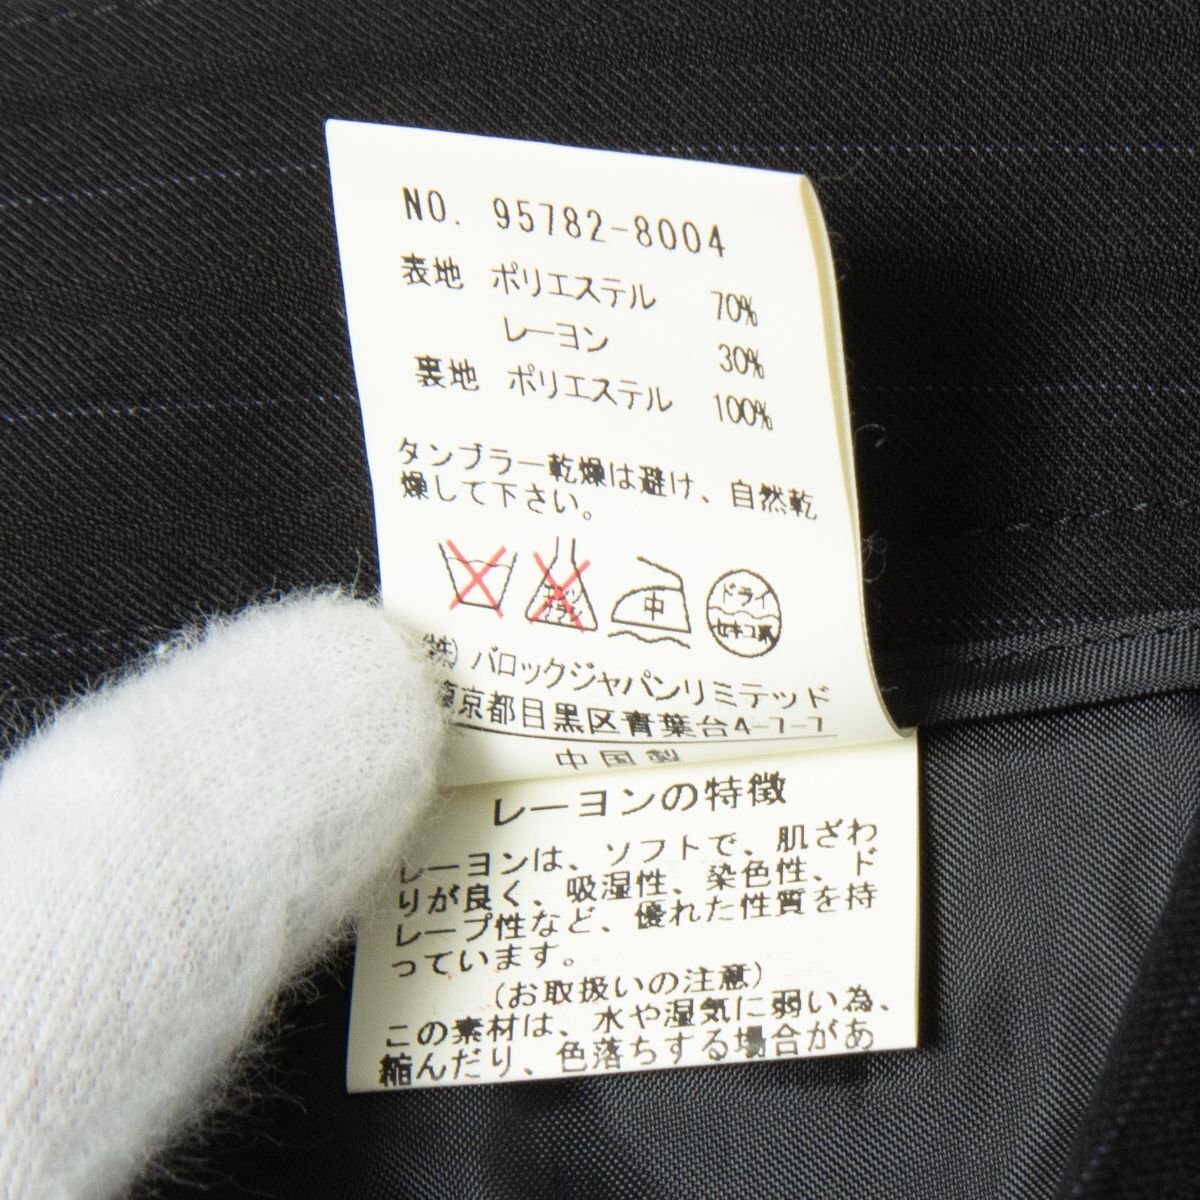 NO. 95782-8004
表地 ポリエステル 70%
レーヨン 30%
裏地 ポリエステル 100%
タンブラー乾燥は避け、自然乾
燥して下さい。
エンソ
サラシ
中
ドライ
セキユ系
(株) バロックジャパンリミテッド
東京都目黒区青葉台4-7-7
中国製
レーヨンの特徴
レーヨンは、ソフトで、肌ざわ
りが良く、吸湿性、染色性、ド
レープ性など、優れた性質を持
っています。
(お取扱いの注意)
この素材は、水や湿気に弱い為、
縮んだり、色落ちする場合があ